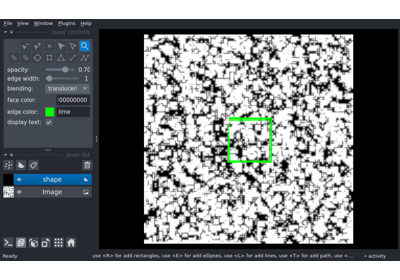 File View Window Plugins Help
layer controls
opacity: 0.70
edge width: 1
blending: translucen
face color: 00000000
edge color: lime
display text:
layer list
shape
Image
Ready use <R> for add rectangles, use <E> for add ellipses, use <L> for add lines, use <T> for add path, use <... activity